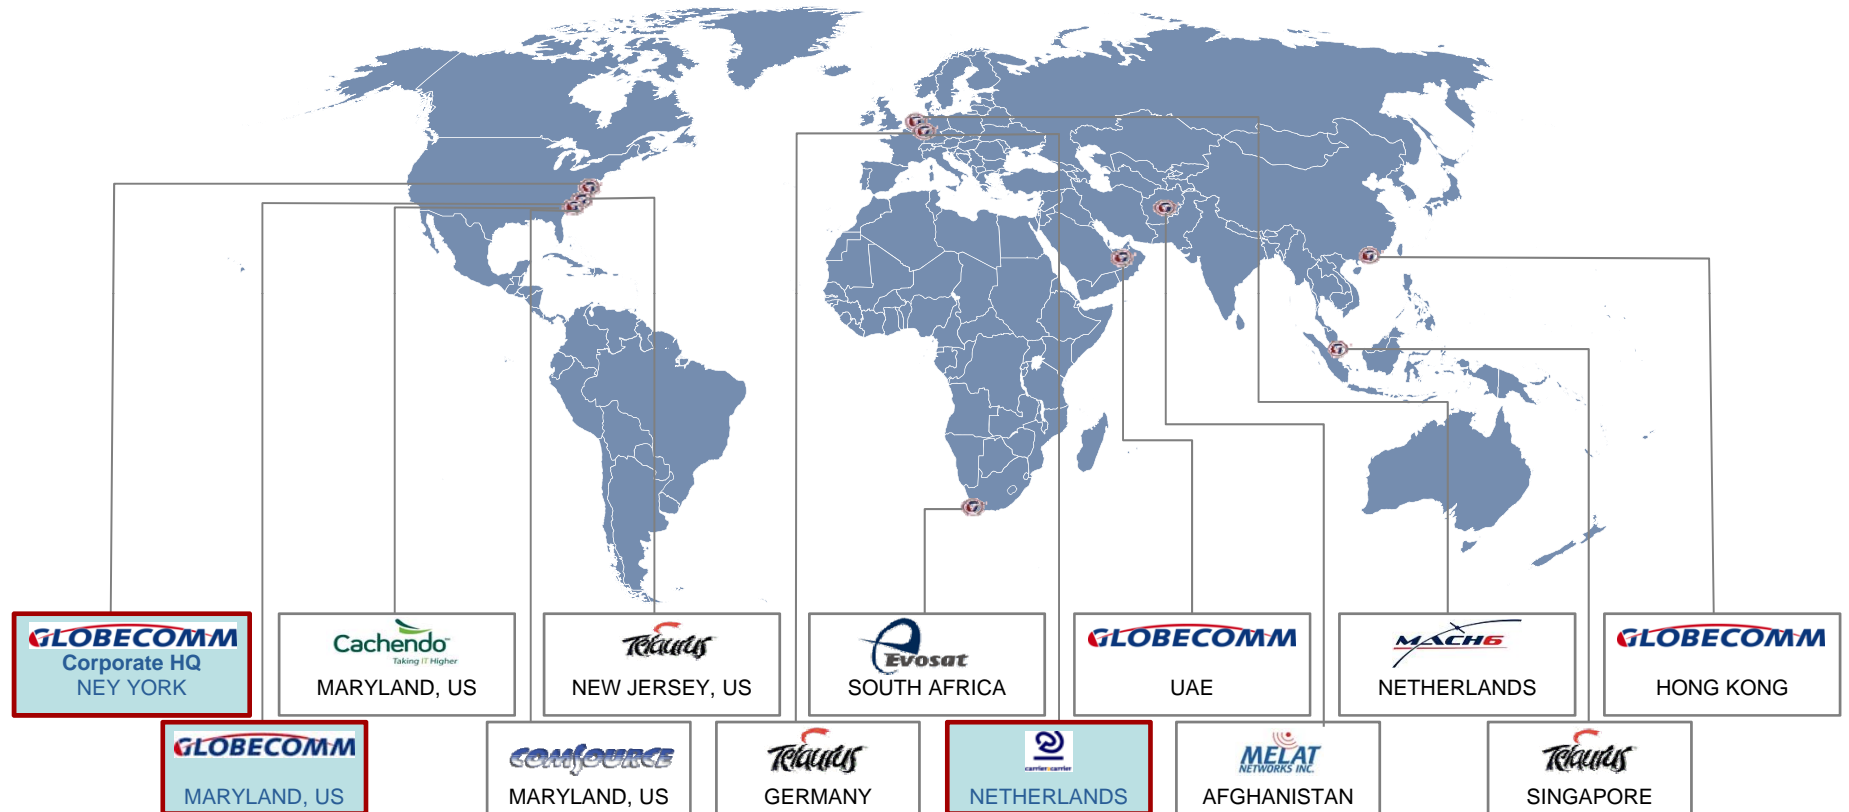 GLOBECOMM
Corporate HQ
NEY YORK
Cachendo™
Taking IT Higher
MARYLAND, US
Telaurus
NEW JERSEY, US
Evosat
SOUTH AFRICA
GLOBECOMM
UAE
MACH6
NETHERLANDS
GLOBECOMM
HONG KONG
GLOBECOMM
MARYLAND, US
COMSOURCE
MARYLAND, US
Telaurus
GERMANY
carrier2carrier
NETHERLANDS
MELAT
NETWORKS INC.
AFGHANISTAN
Telaurus
SINGAPORE